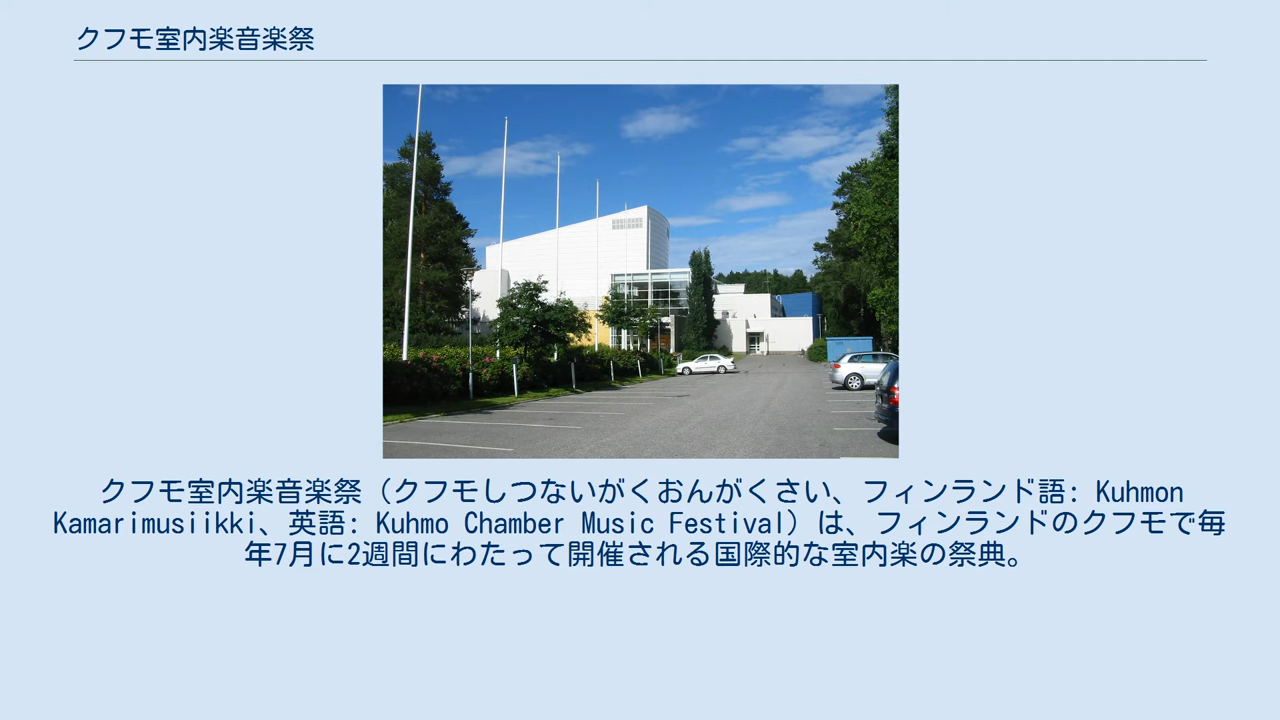 クフモ室内楽音楽祭
クフモ室内楽音楽祭（クフモしつないがくおんがくさい、フィンランド語: Kuhmon
Kamarimusiikki、英語: Kuhmo Chamber Music Festival）は、フィンランドのクフモで毎
年7月に2週間にわたって開催される国際的な室内楽の祭典。